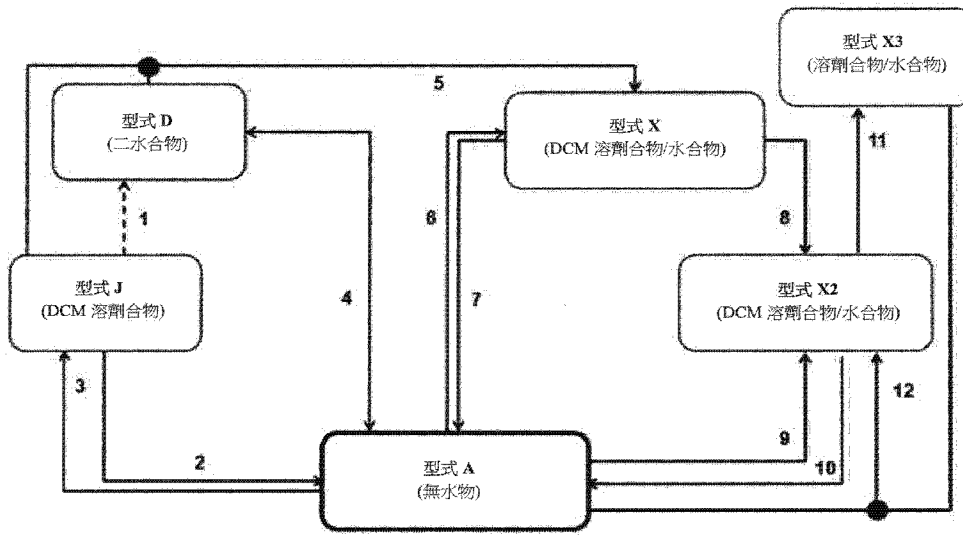 型式 X3
(溶劑合物/水合物)
5
型式 D
(二水合物)
型式 X
(DCM 溶劑合物/水合物)
11
1
6
8
型式 J
(DCM 溶劑合物)
4
7
型式 X2
(DCM 溶劑合物/水合物)
3
12
9
2
10
型式 A
(無水物)